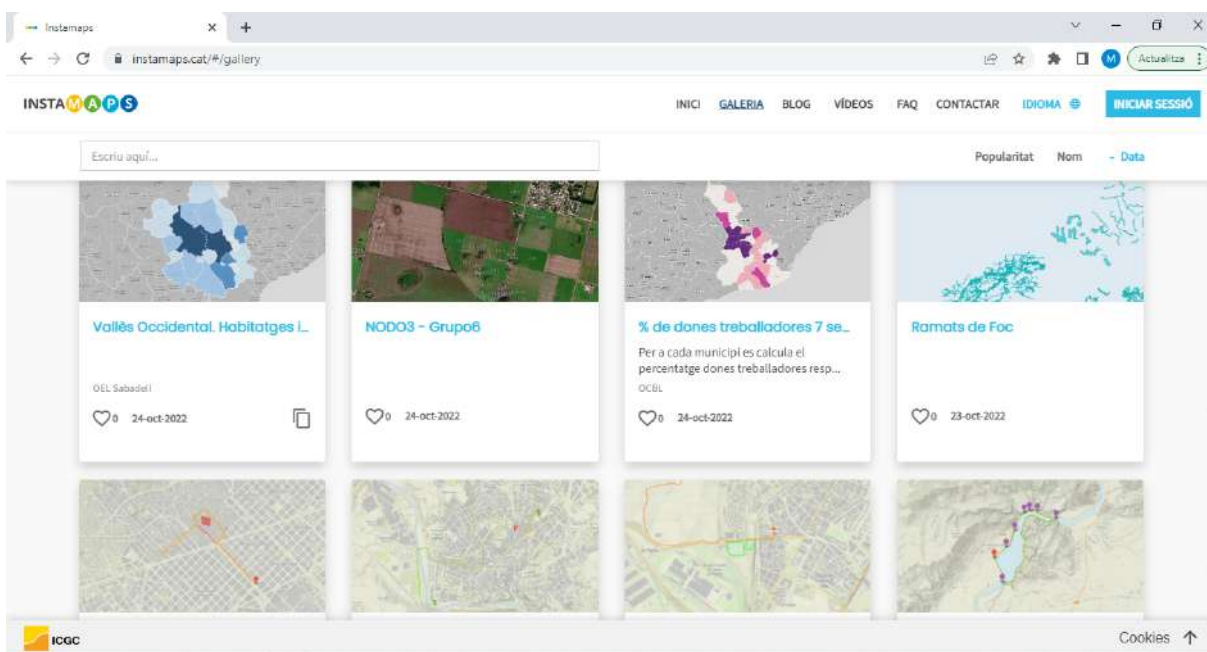 Instamaps
instamaps.cat/#/gallery
M
Actualitza
INSTAMAPS
INICI GALERIA BLOG VÍDEOS FAQ CONTACTAR IDIOMA INICIAR SESSIÓ
Escriu aquí...
Popularitat Nom - Data
Vallès Occidental. Habitatges i...
OEL Sabadell
0 24-oct-2022
NODO3 - Grupo6
0 24-oct-2022
% de dones treballadores 7 se...
Per a cada municipi es calcula el
percentatge dones treballadores resp...
OCBL
0 24-oct-2022
Ramats de Foc
0 23-oct-2022
ICGC
Cookies